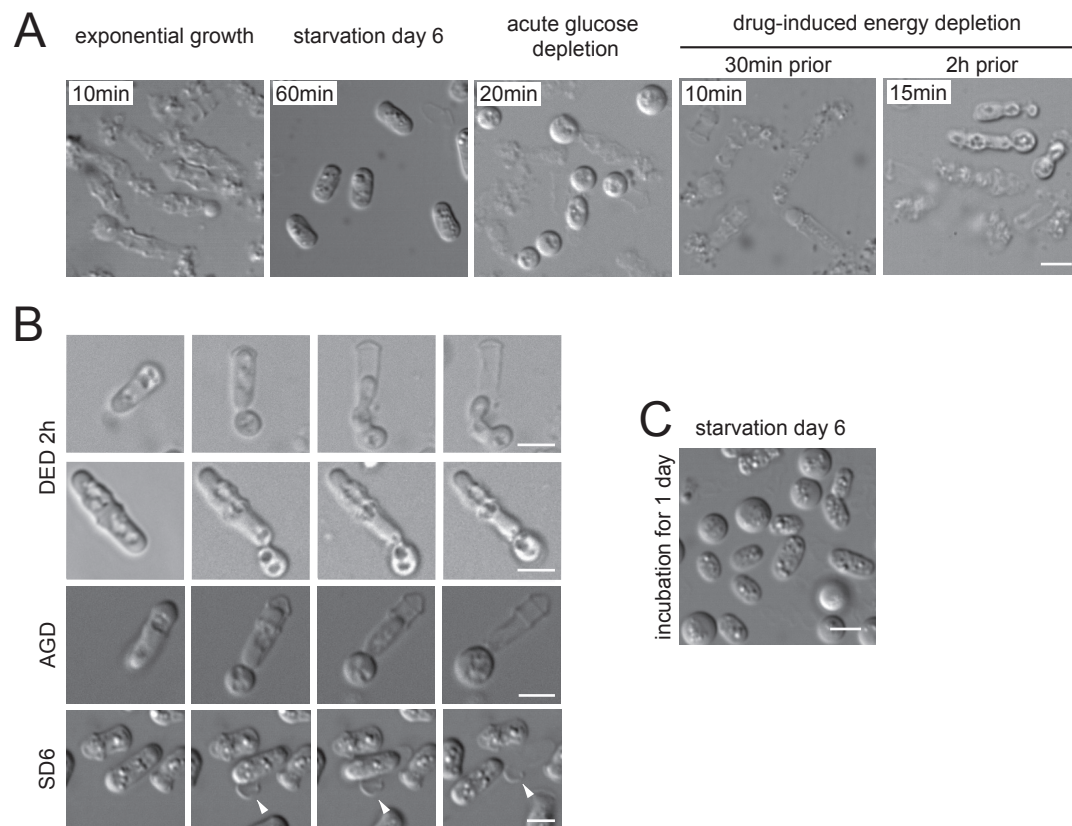 A
exponential growth
starvation day 6
acute glucose
depletion
drug-induced energy depletion
30min prior
2h prior
10min
60min
20min
10min
15min
B
DED 2h
AGD
SD6
C
starvation day 6
incubation for 1 day